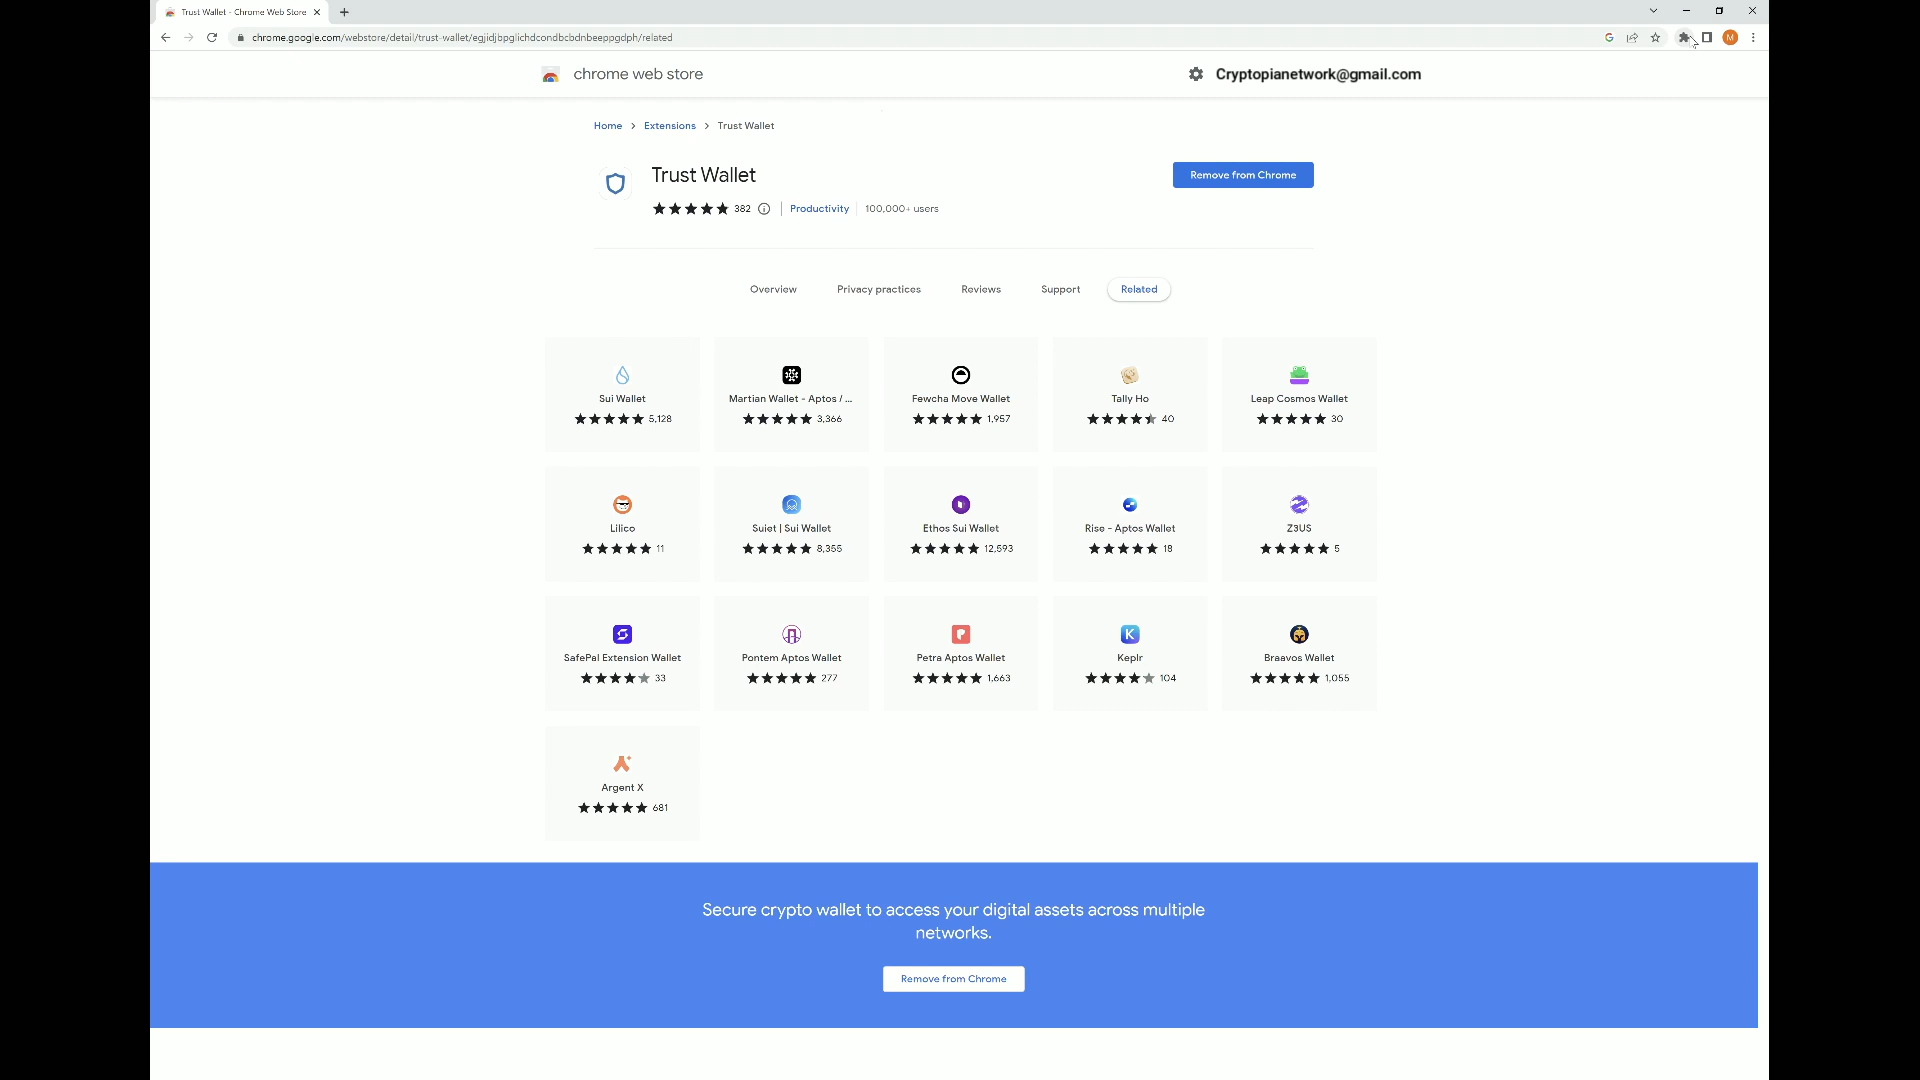 Trust Wallet - Chrome Web Store
chrome.google.com/webstore/detail/trust-wallet/egjidjbpglichdcondbcbdnbeeppgdph/related
G
M
chrome web store
Cryptopianetwork@gmail.com
Home > Extensions > Trust Wallet
Trust Wallet
Remove from Chrome
382 Productivity 100,000+ users
Overview Privacy practices Reviews Support Related
Sui Wallet
5,128
Martian Wallet - Aptos / ...
3,366
Fewcha Move Wallet
1,957
Tally Ho
40
Leap Cosmos Wallet
30
Lilico
11
Suiet | Sui Wallet
8,355
Ethos Sui Wallet
12,593
Rise - Aptos Wallet
18
Z3US
5
SafePal Extension Wallet
33
Pontem Aptos Wallet
277
Petra Aptos Wallet
1,663
K
Keplr
104
Braavos Wallet
1,055
Argent X
681
Secure crypto wallet to access your digital assets across multiple
networks.
Remove from Chrome